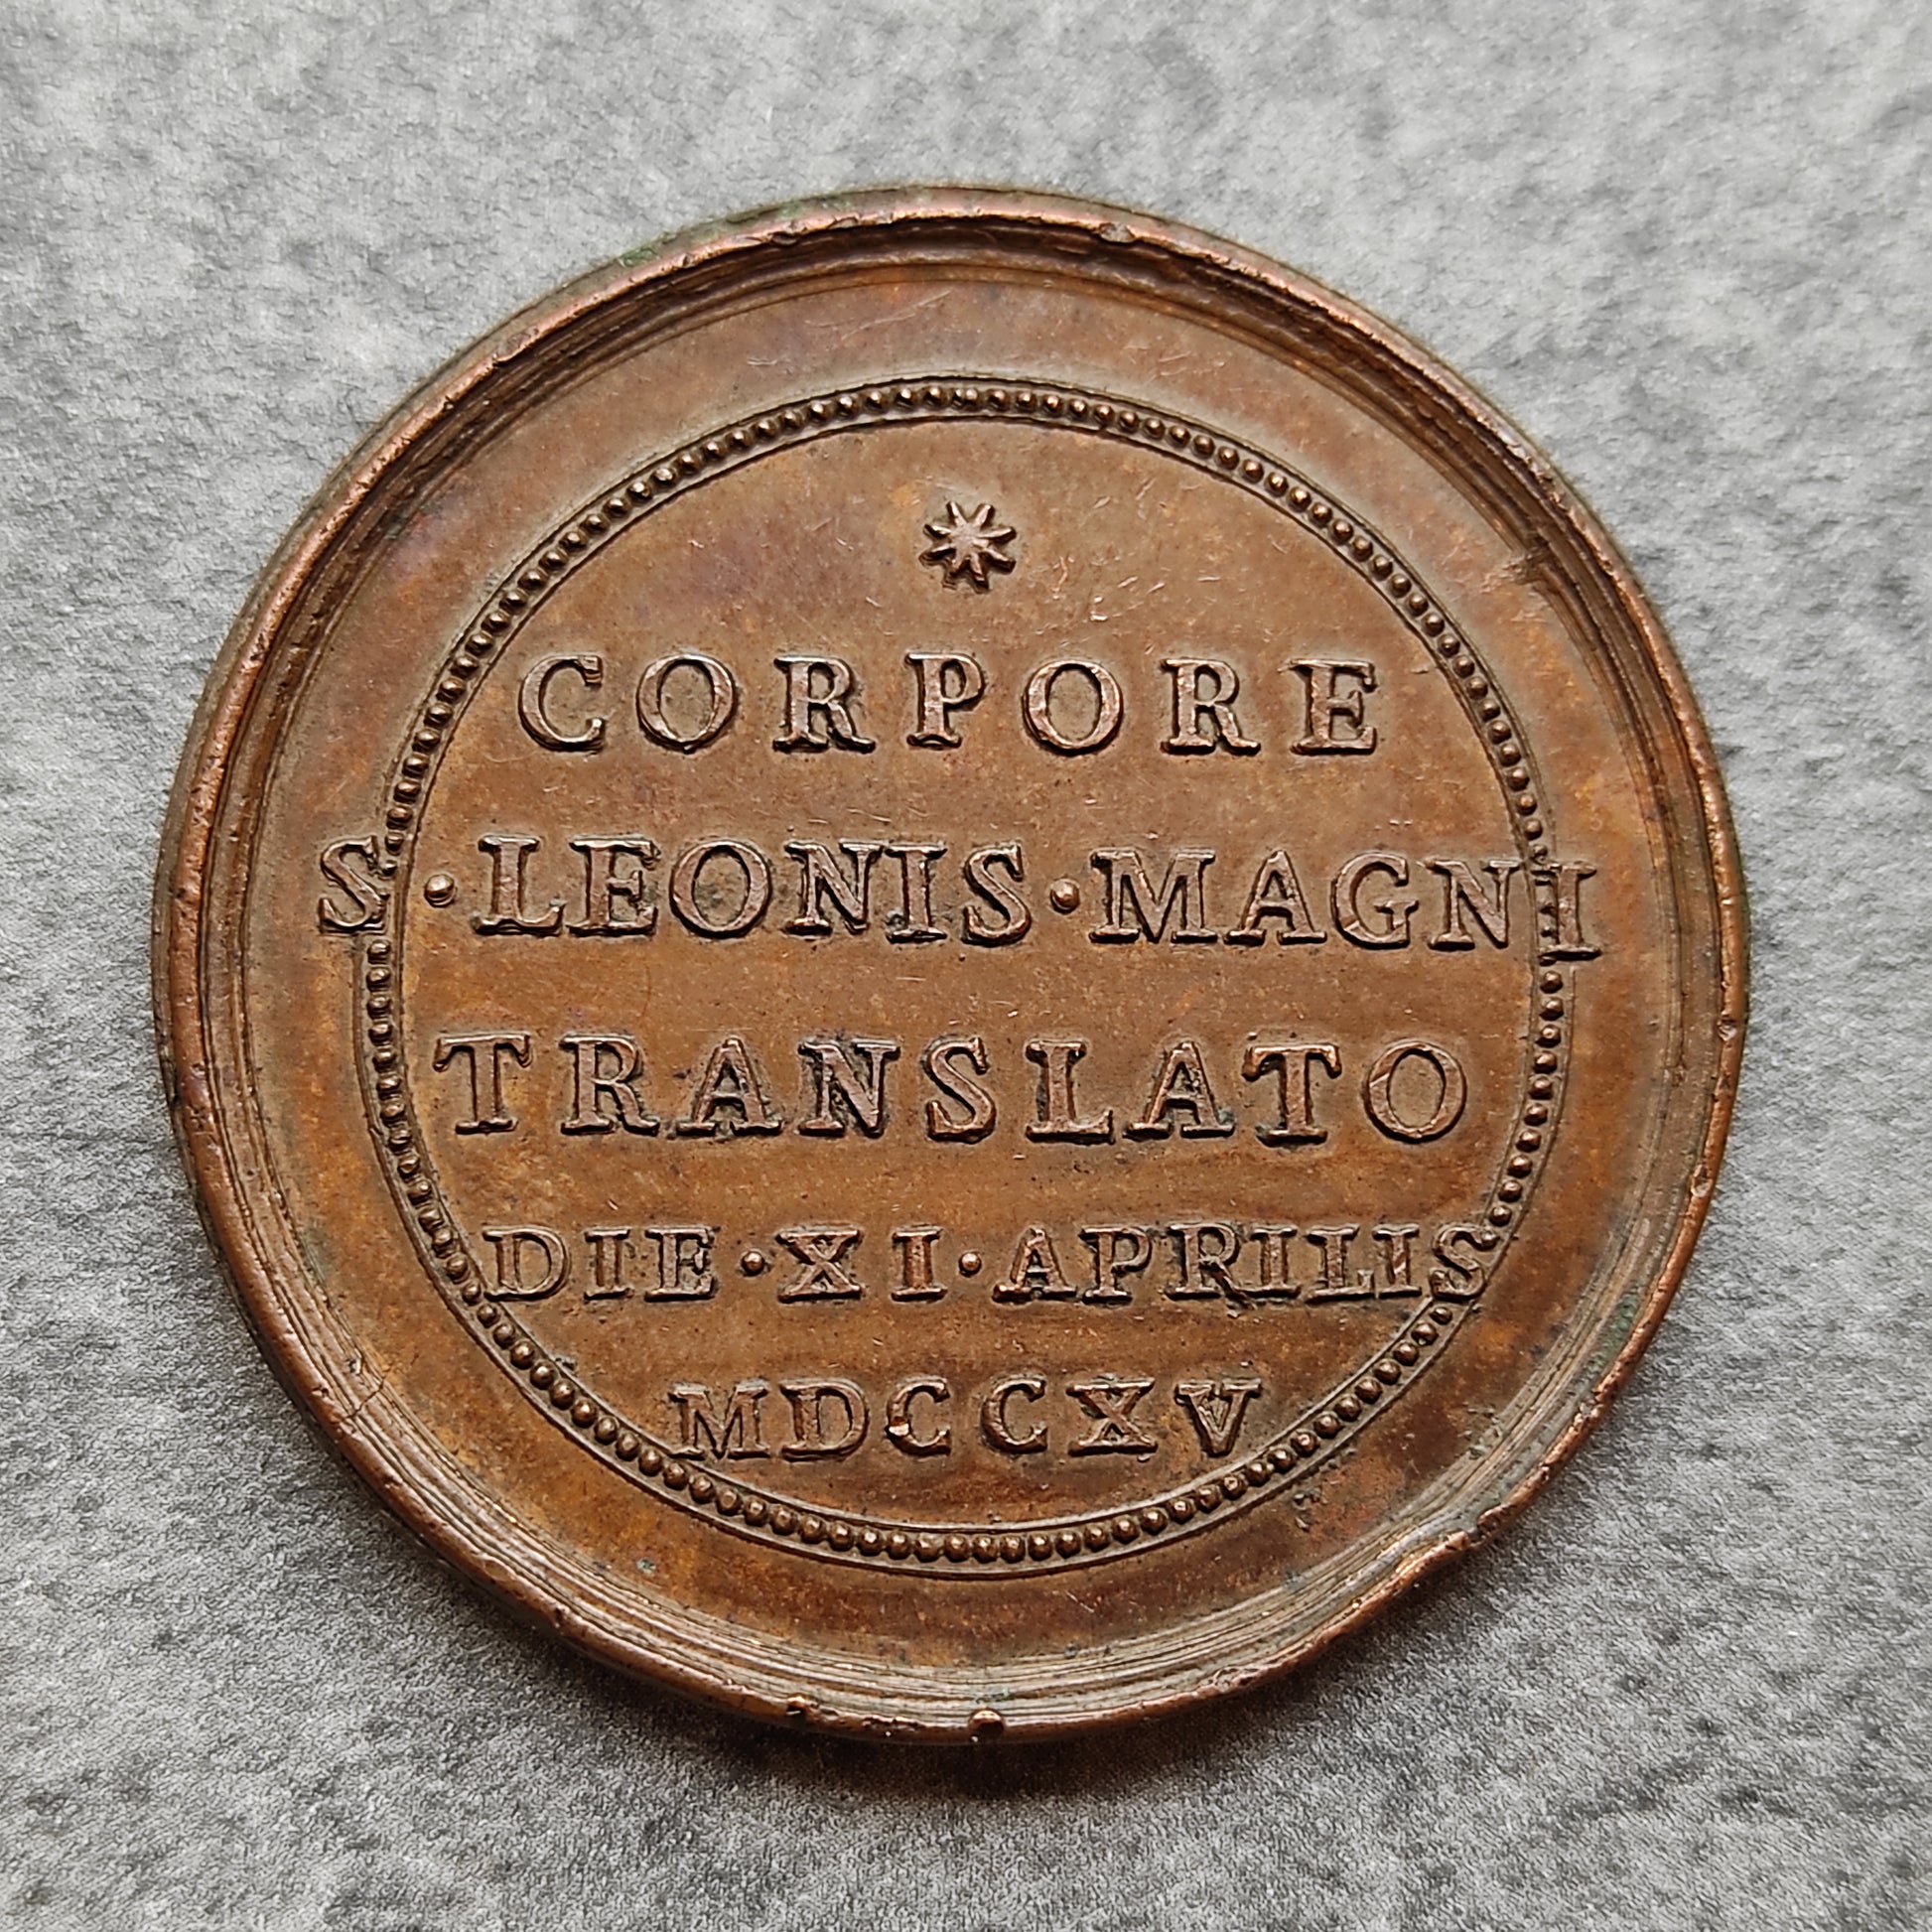 CORPORE
S·LEONIS·MAGNI
TRANSLATO
DIE·XI·APRILIS
MDCCXV